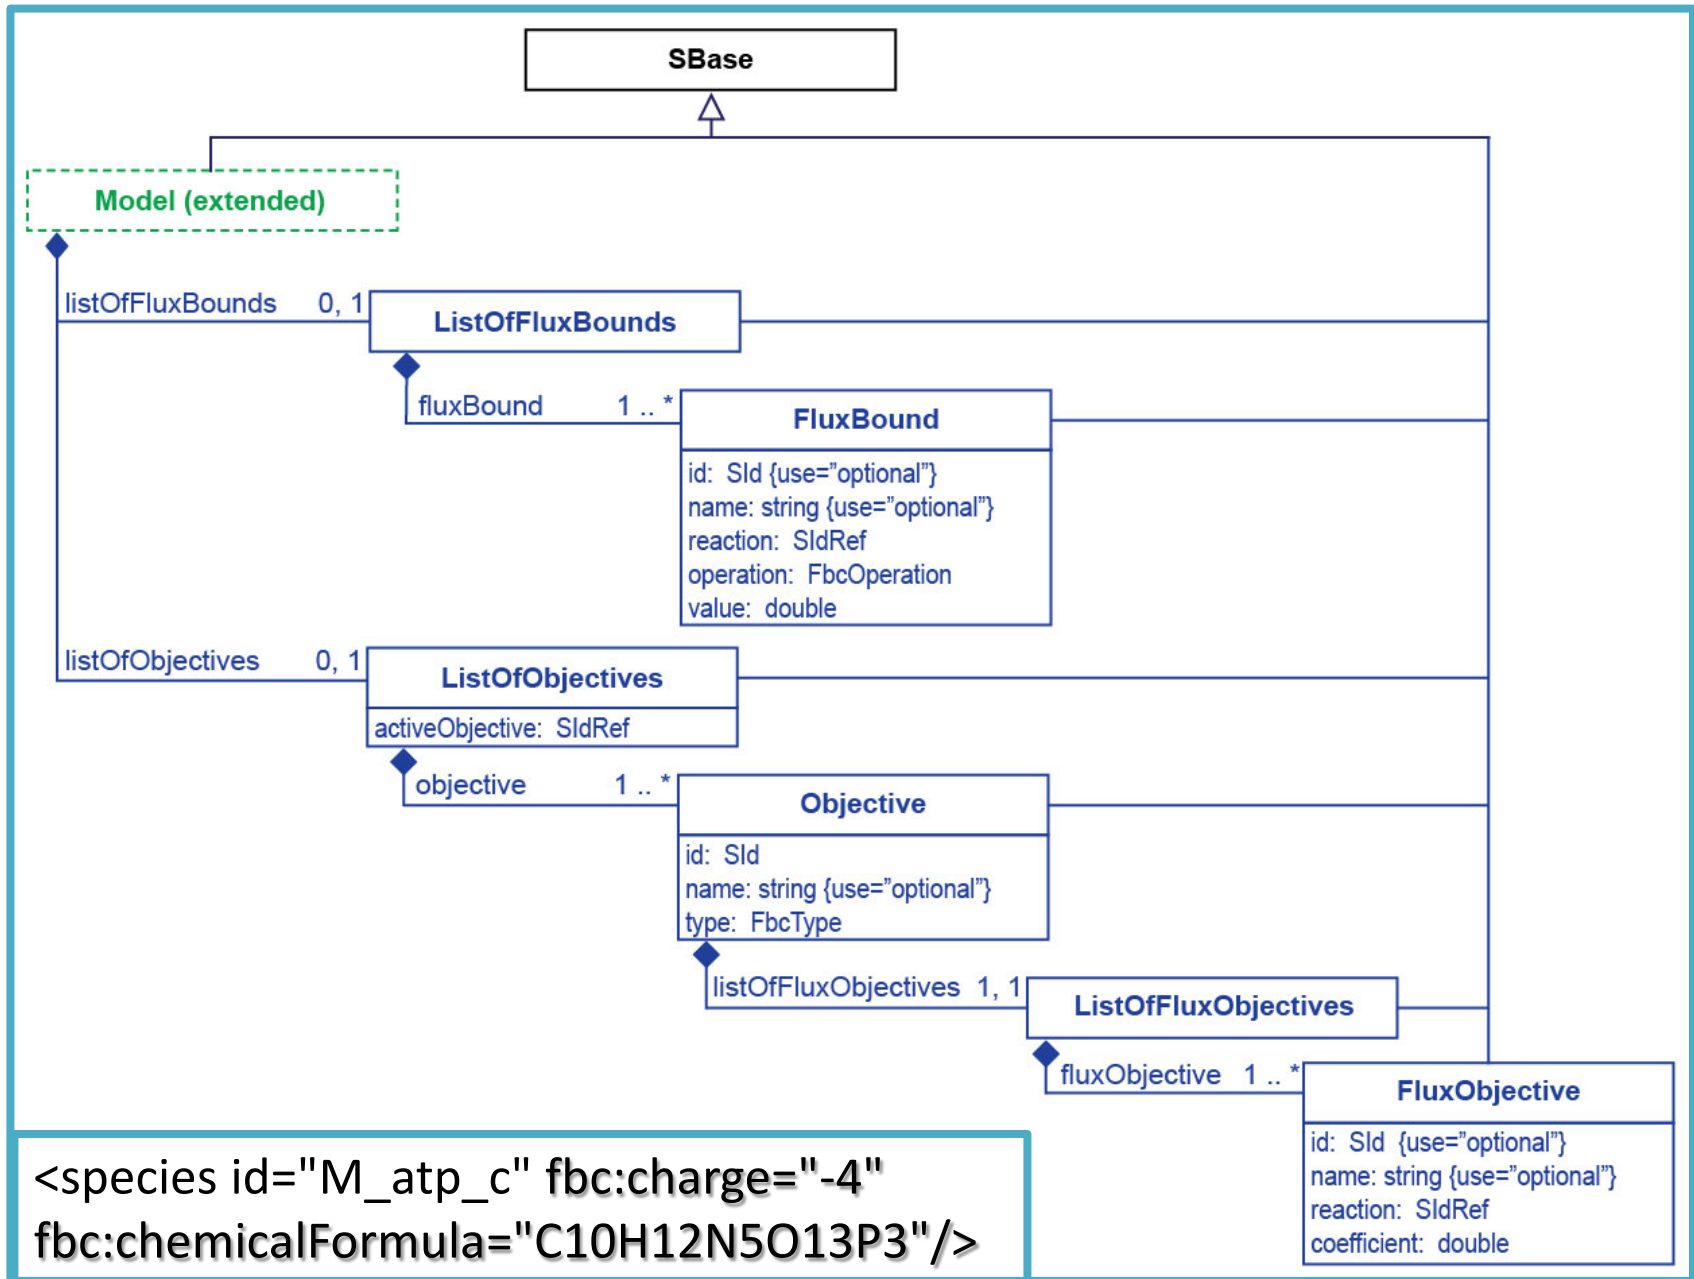 SBase
Model (extended)
listOfFluxBounds 0, 1
ListOfFluxBounds
fluxBound 1 .. *
FluxBound
id: SId {use=”optional”}
name: string {use=”optional”}
reaction: SIdRef
operation: FbcOperation
value: double
listOfObjectives 0, 1
ListOfObjectives
activeObjective: SIdRef
objective 1 .. *
Objective
id: SId
name: string {use=”optional”}
type: FbcType
listOfFluxObjectives 1, 1
ListOfFluxObjectives
fluxObjective 1 .. *
FluxObjective
id: SId {use=”optional”}
name: string {use=”optional”}
reaction: SIdRef
coefficient: double
<species id="M_atp_c" fbc:charge="-4"
fbc:chemicalFormula="C10H12N5O13P3"/>